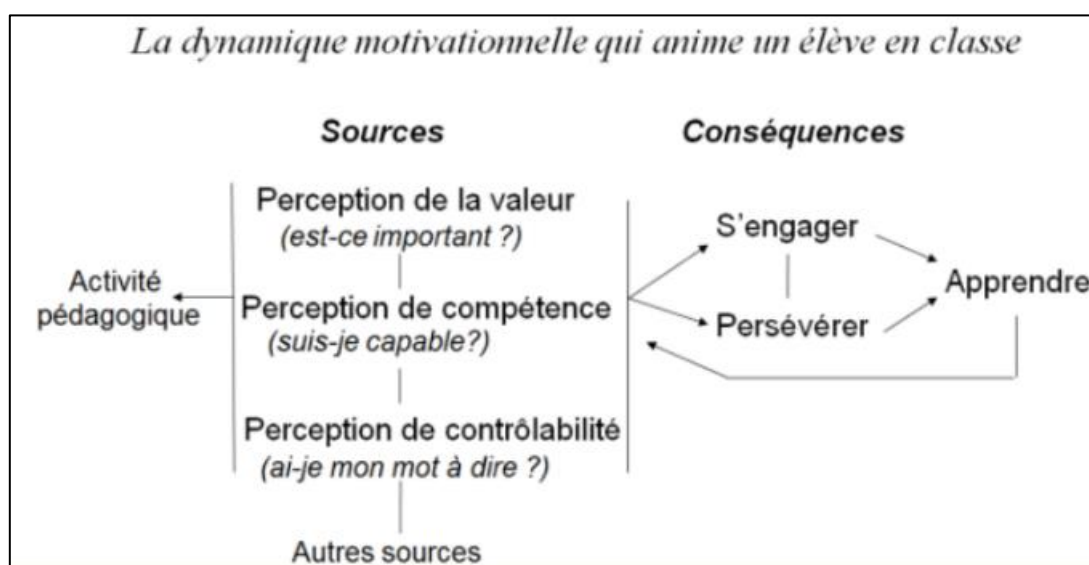 La dynamique motivationnelle qui anime un élève en classe
Sources
Conséquences
Perception de la valeur
(est-ce important ?)
S'engager
Activité
pédagogique
Perception de compétence
(suis-je capable?)
Apprendre
Persévérer
Perception de contrôlabilité
(ai-je mon mot à dire ?)
Autres sources